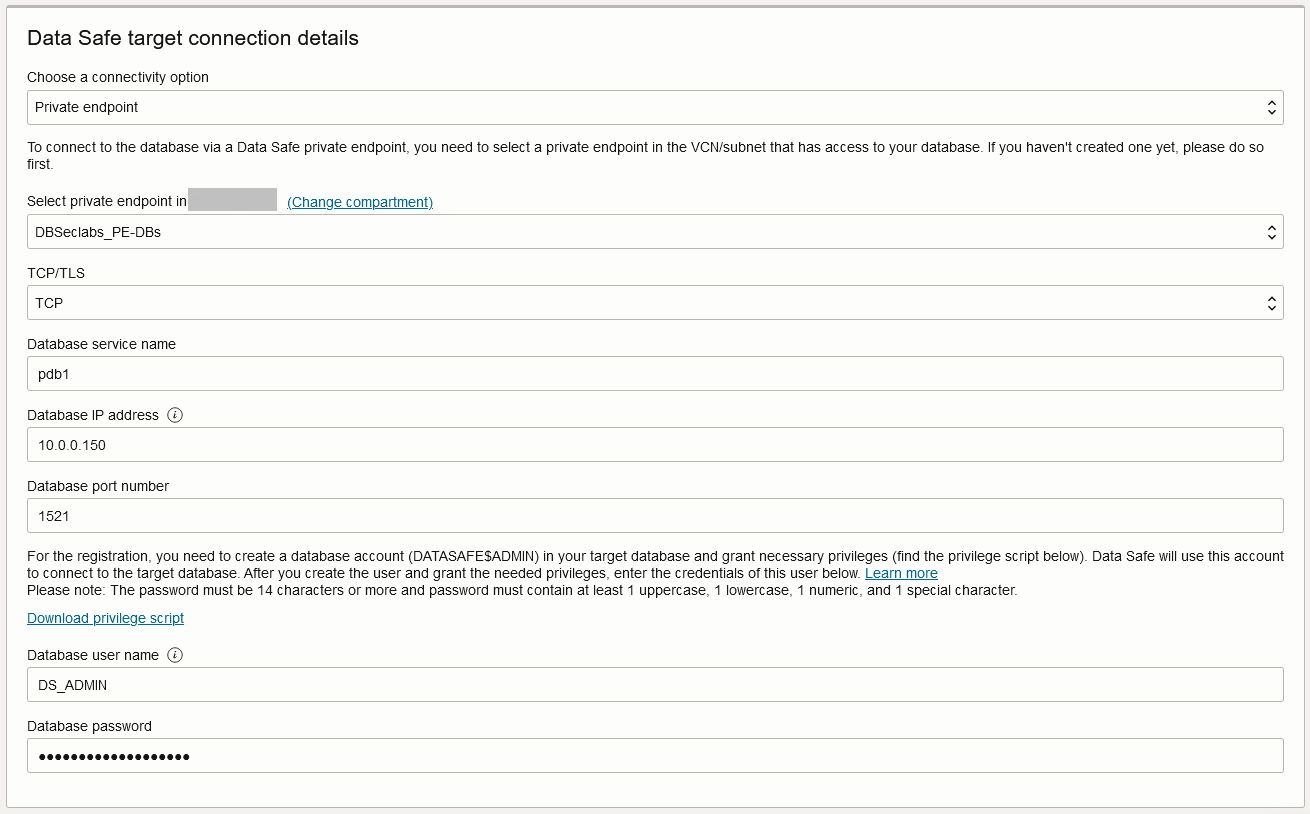 Data Safe target connection details
Choose a connectivity option
Private endpoint
To connect to the database via a Data Safe private endpoint, you need to select a private endpoint in the VCN/subnet that has access to your database. If you haven't created one yet, please do so
first.
Select private endpoint in (Change compartment)
DBSeclabs_PE-DBs
TCP/TLS
TCP
Database service name
pdb1
Database IP address
10.0.0.150
Database port number
1521
For the registration, you need to create a database account (DATASAFE$ADMIN) in your target database and grant necessary privileges (find the privilege script below). Data Safe will use this account
to connect to the target database. After you create the user and grant the needed privileges, enter the credentials of this user below. Learn more
Please note: The password must be 14 characters or more and password must contain at least 1 uppercase, 1 lowercase, 1 numeric, and 1 special character.
Download privilege script
Database user name
DS_ADMIN
Database password
●●●●●●●●●●●●●●●●●●●